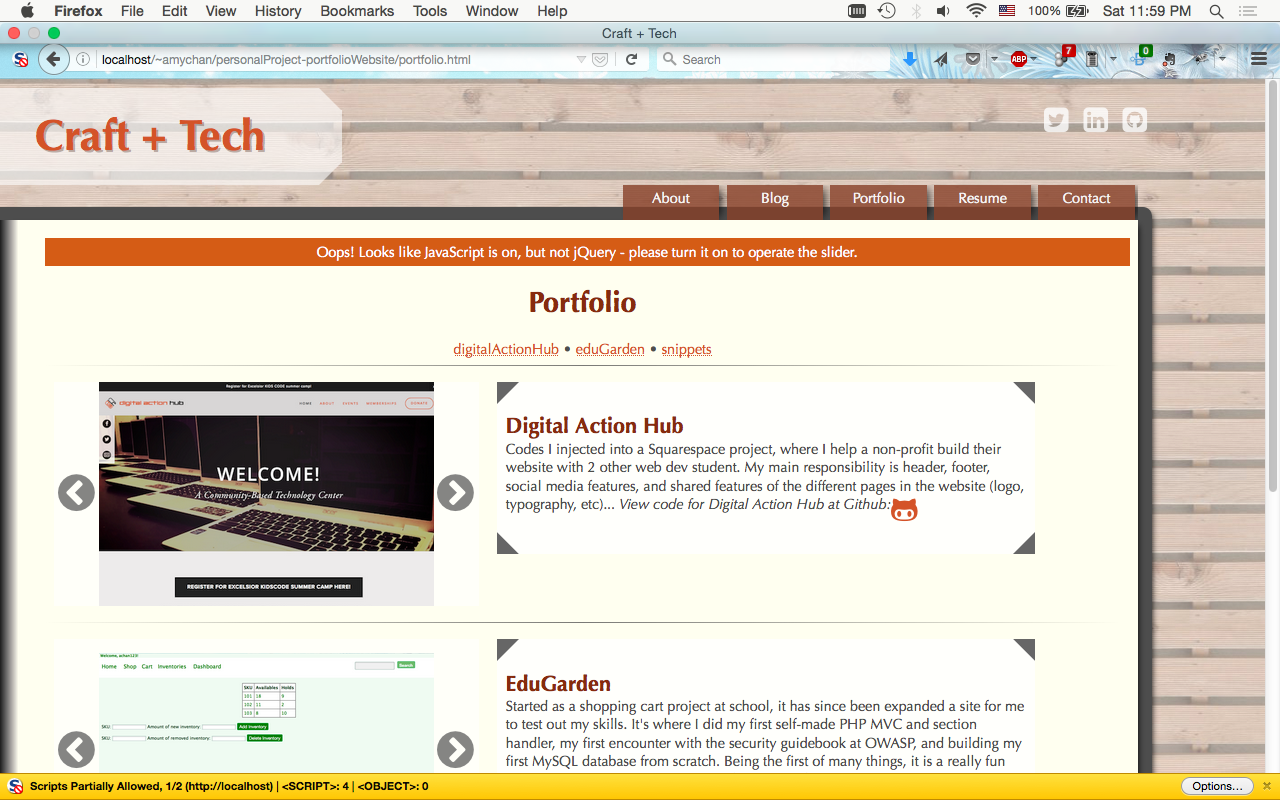 Firefox File Edit View History Bookmarks Tools Window Help 100% Sat 11:59 PM
Craft + Tech
localhost/~amychan/personalProject-portfolioWebsite/portfolio.html Search ABP 7 0
Craft + Tech
About Blog Portfolio Resume Contact
Oops! Looks like JavaScript is on, but not jQuery - please turn it on to operate the slider.
Portfolio
digitalActionHub • eduGarden • snippets
Register for Excelsior KIDS CODE summer camp!
digital action hub HOME ABOUT EVENTS MEMBERSHIPS DONATE
WELCOME!
A Community-Based Technology Center
REGISTER FOR EXCELSIOR KIDSCODE SUMMER CAMP HERE!
Digital Action Hub
Codes I injected into a Squarespace project, where I help a non-profit build their
website with 2 other web dev student. My main responsibility is header, footer,
social media features, and shared features of the different pages in the website (logo,
typography, etc)... View code for Digital Action Hub at Github:
Welcome, achan123!
Home Shop Cart Inventories Dashboard Search
SKU Availables Holds
101 18 9
102 11 2
103 8 10
SKU: Amount of new inventory: Add Inventory
SKU: Amount of removed inventory: Delete Inventory
EduGarden
Started as a shopping cart project at school, it has since been expanded a site for me
to test out my skills. It's where I did my first self-made PHP MVC and section
handler, my first encounter with the security guidebook at OWASP, and building my
first MySQL database from scratch. Being the first of many things, it is a really fun
Scripts Partially Allowed, 1/2 (http://localhost) | <SCRIPT>: 4 | <OBJECT>: 0 Options...